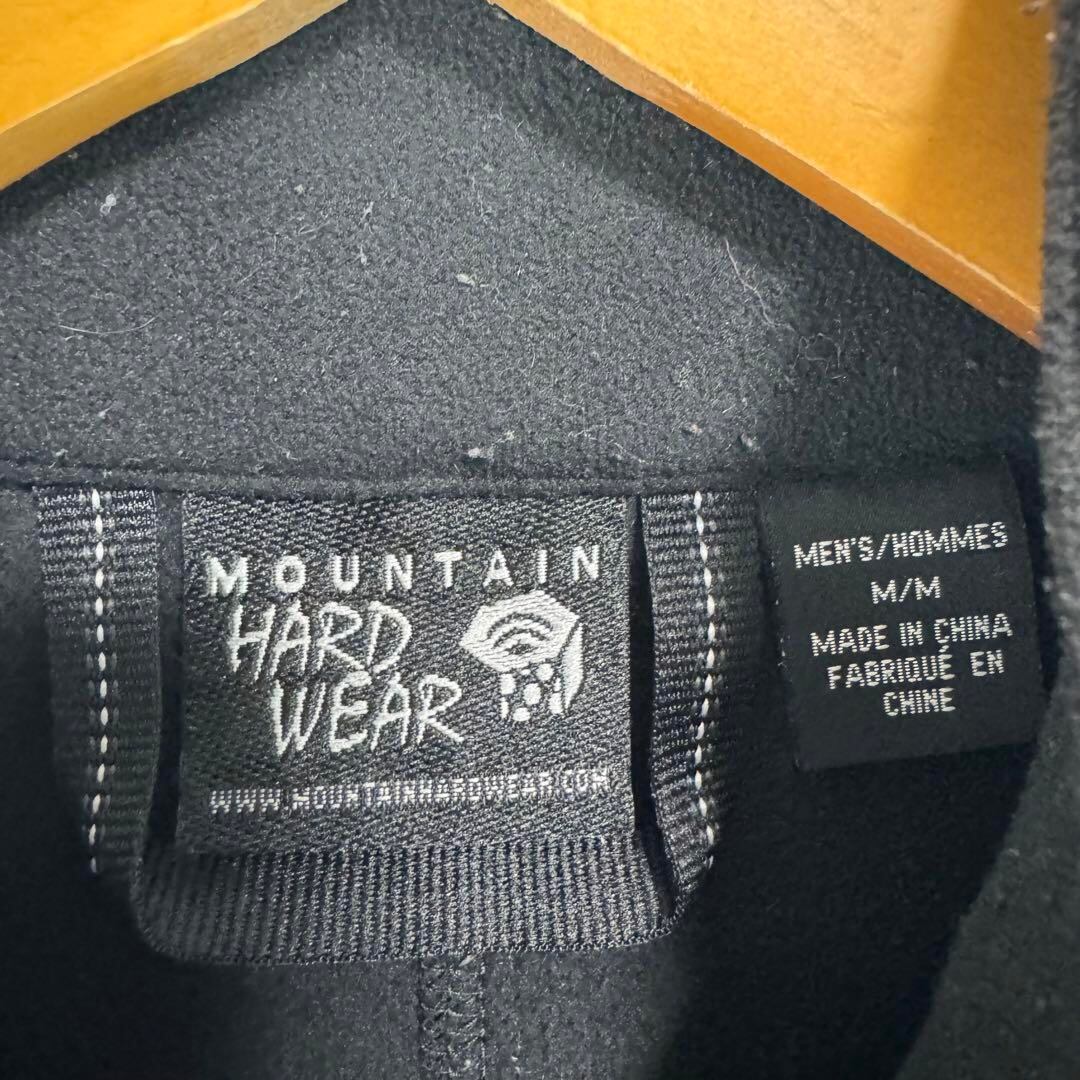 MOUNTAIN
HARD
WEAR
WWW.MOUNTAINHARDWEAR.COM
MEN'S/HOMMES
M/M
MADE IN CHINA
FABRIQUÉ EN
CHINE